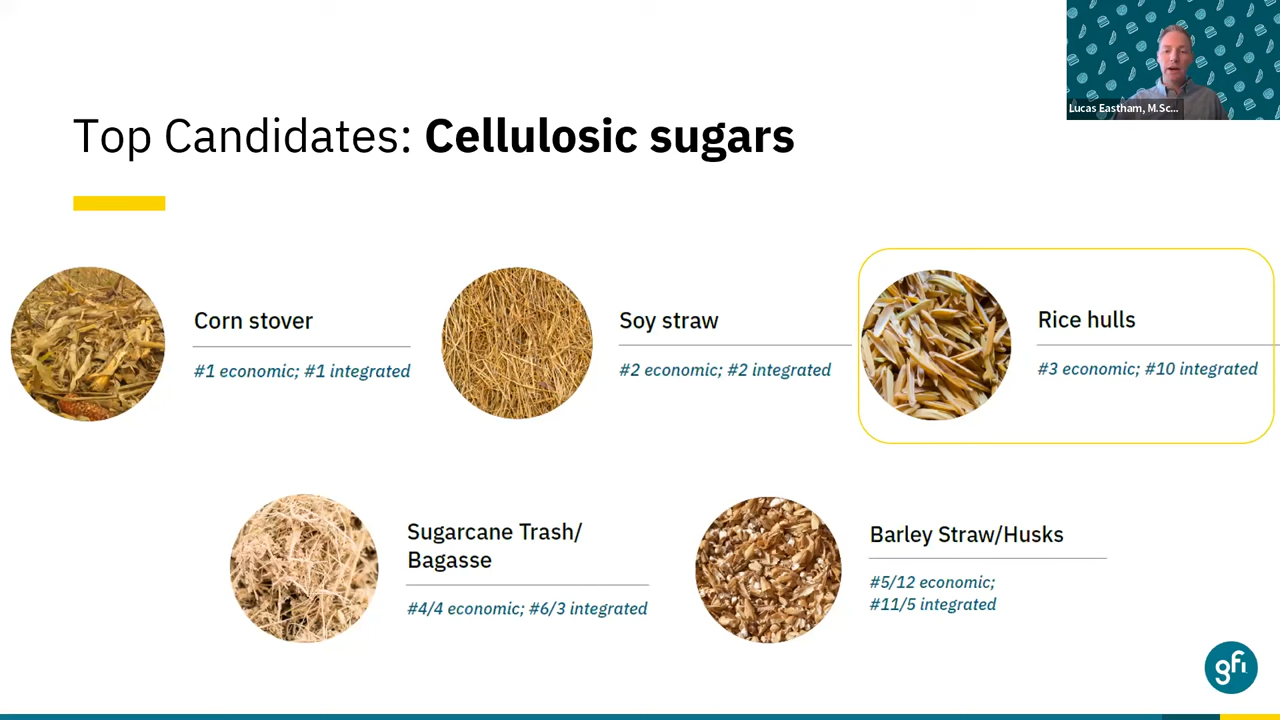 Lucas Eastham, M.Sc...
Top Candidates: Cellulosic sugars
Corn stover
#1 economic; #1 integrated
Soy straw
#2 economic; #2 integrated
Rice hulls
#3 economic; #10 integrated
Sugarcane Trash/
Bagasse
#4/4 economic; #6/3 integrated
Barley Straw/Husks
#5/12 economic;
#11/5 integrated
gfi